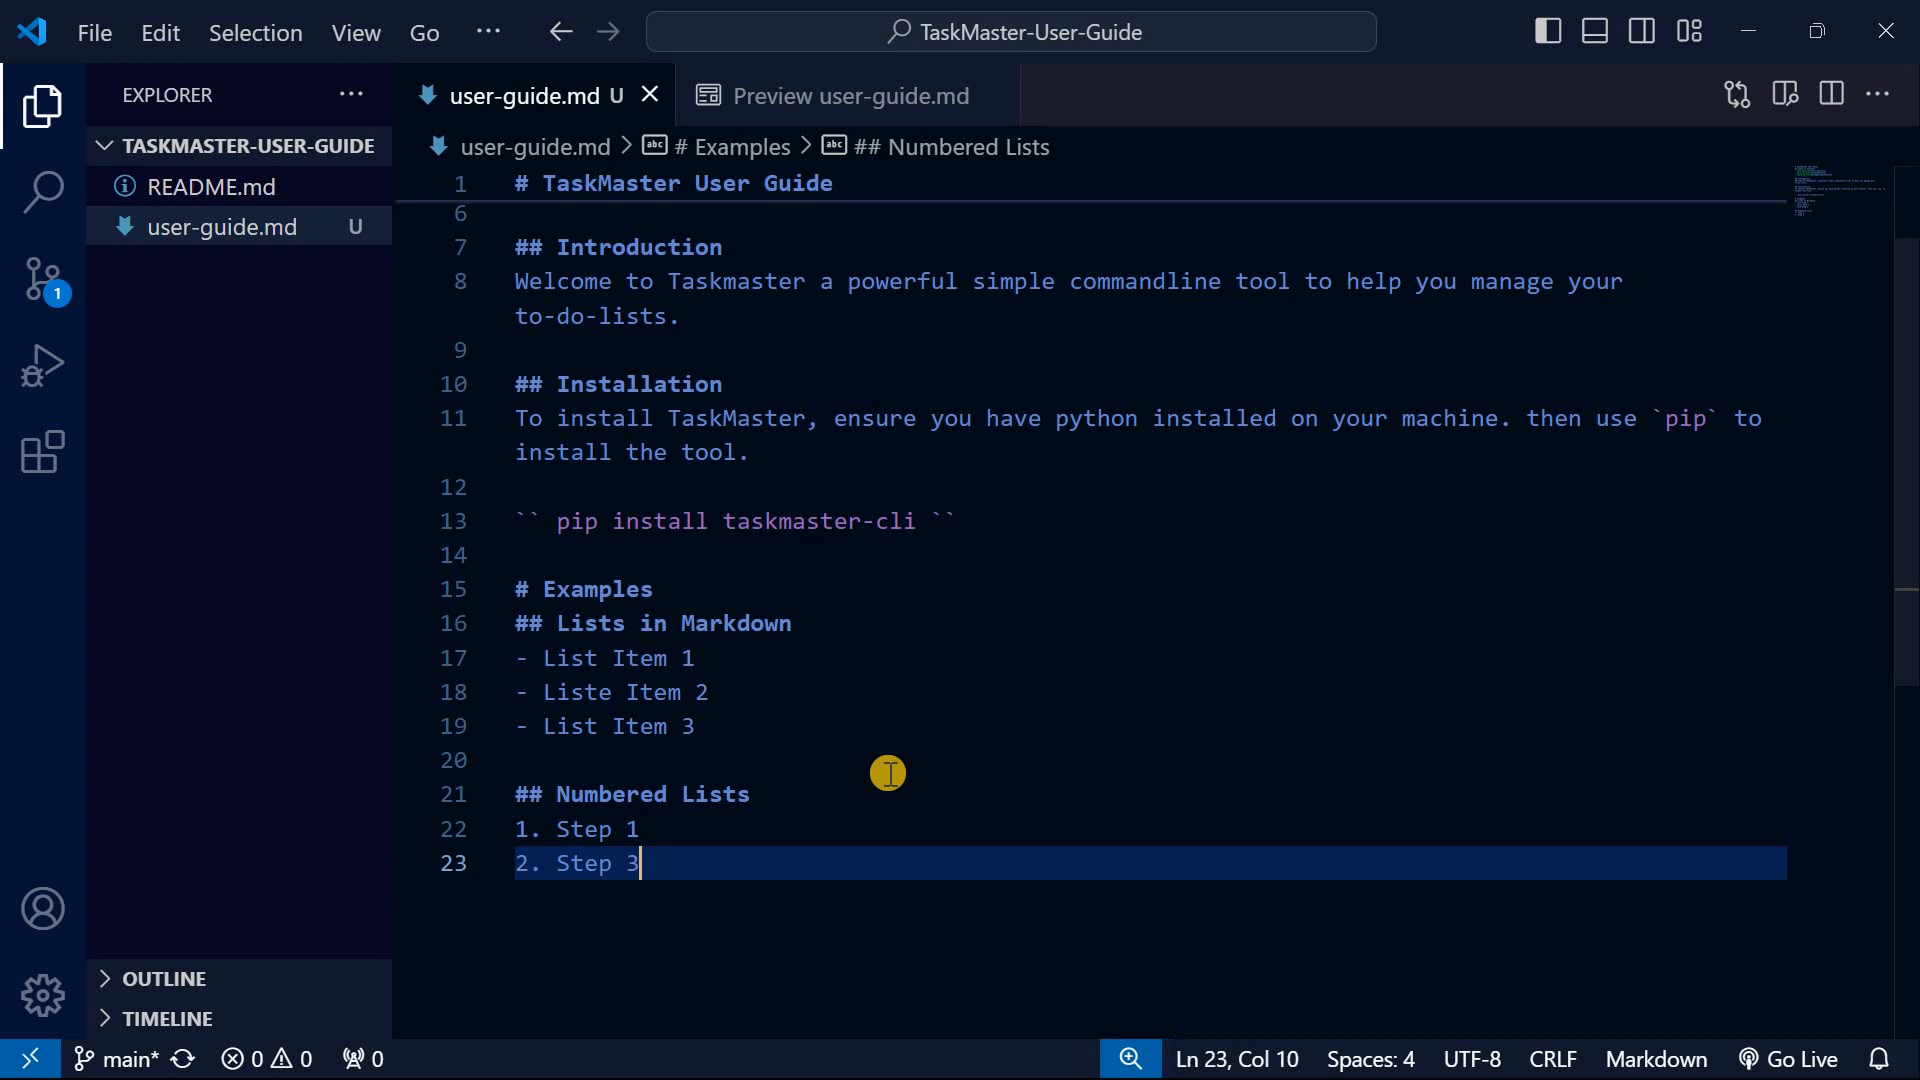 File Edit Selection View Go ··· TaskMaster-User-Guide
EXPLORER ···
user-guide.md U
Preview user-guide.md
TASKMASTER-USER-GUIDE
README.md
user-guide.md U
user-guide.md > # Examples > ## Numbered Lists
1 # TaskMaster User Guide
6
7 ## Introduction
8 Welcome to Taskmaster a powerful simple commandline tool to help you manage your
to-do-lists.
9
10 ## Installation
11 To install TaskMaster, ensure you have python installed on your machine. then use `pip` to
install the tool.
12
13 `` pip install taskmaster-cli ``
14
15 # Examples
16 ## Lists in Markdown
17 - List Item 1
18 - Liste Item 2
19 - List Item 3
20
21 ## Numbered Lists
22 1. Step 1
23 2. Step 3
1
OUTLINE
TIMELINE
main* 0 0 0 Ln 23, Col 10 Spaces: 4 UTF-8 CRLF Markdown Go Live